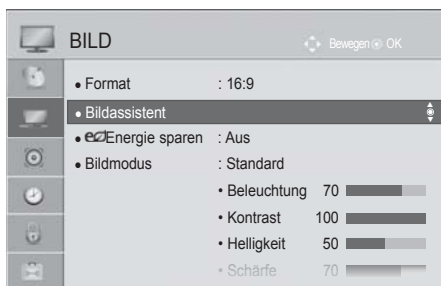 BILD
Bewegen OK
• Format : 16:9
• Bildassistent
• Energie sparen : Aus
• Bildmodus : Standard
• Beleuchtung 70
• Kontrast 100
• Helligkeit 50
• Schärfe 70